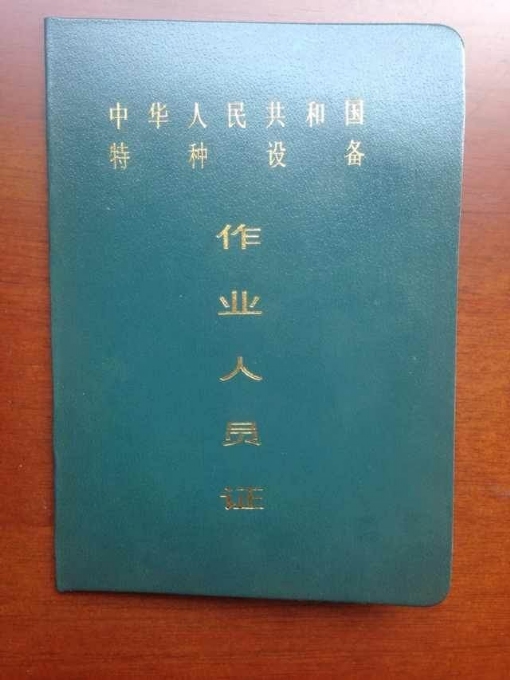 中华人民共和国
特种设备
作
业
人
员
证